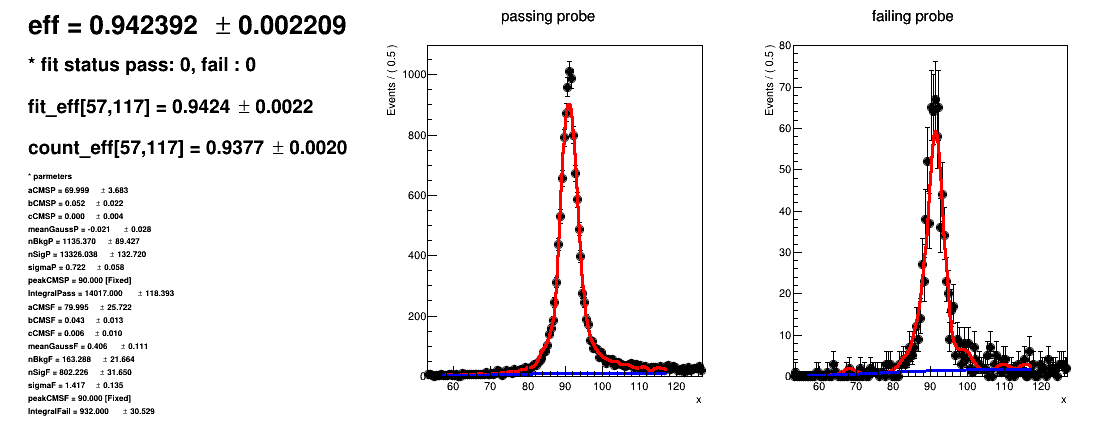 eff = 0.942392 ± 0.002209
* fit status pass: 0, fail : 0
fit_eff[57,117] = 0.9424 ± 0.0022
count_eff[57,117] = 0.9377 ± 0.0020
* parmeters
aCMSP = 69.999 ± 3.683
bCMSP = 0.052 ± 0.022
cCMSP = 0.000 ± 0.004
meanGaussP = -0.021 ± 0.028
nBkgP = 1135.370 ± 89.427
nSigP = 13326.038 ± 132.720
sigmaP = 0.722 ± 0.058
peakCMSP = 90.000 [Fixed]
IntegralPass = 14017.000 ± 118.393
aCMSF = 79.995 ± 25.722
bCMSF = 0.043 ± 0.013
cCMSF = 0.006 ± 0.010
meanGaussF = 0.406 ± 0.111
nBkgF = 163.288 ± 21.664
nSigF = 802.226 ± 31.650
sigmaF = 1.417 ± 0.135
peakCMSF = 90.000 [Fixed]
IntegralFail = 932.000 ± 30.529
passing probe
Events / ( 0.5 )
1000
800
600
400
200
0
60 70 80 90 100 110 120
x
failing probe
Events / ( 0.5 )
80
70
60
50
40
30
20
10
0
60 70 80 90 100 110 120
x